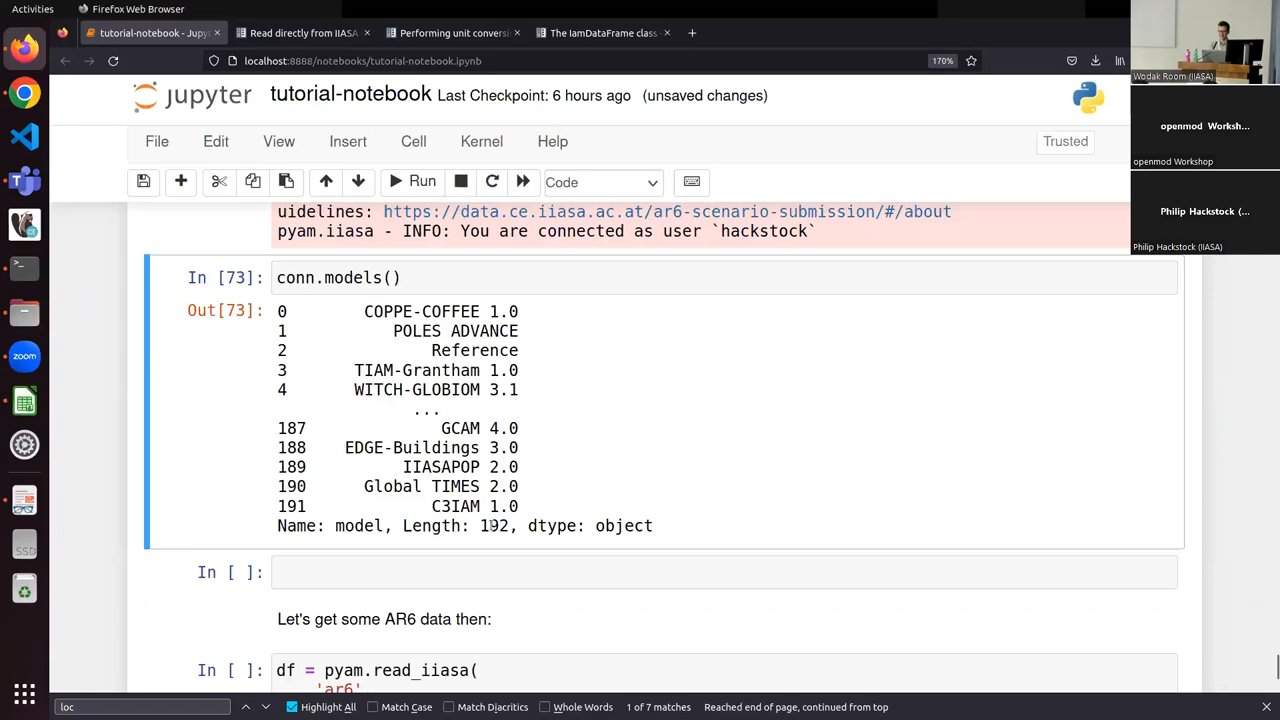 Activities
Firefox Web Browser
tutorial-notebook - Jupyt
Read directly from IIASA
Performing unit conversi
The IamDataFrame class
localhost:8888/notebooks/tutorial-notebook.ipynb
170%
jupyter
tutorial-notebook Last Checkpoint: 6 hours ago (unsaved changes)
File Edit View Insert Cell Kernel Help
Trusted
Run
Code
uidelines: https://data.ce.iiasa.ac.at/ar6-scenario-submission/#/about
pyam.iiasa - INFO: You are connected as user `hackstock`
In [73]: conn.models()
Out[73]: 0 COPPE-COFFEE 1.0
1 POLES ADVANCE
2 Reference
3 TIAM-Grantham 1.0
4 WITCH-GLOBIOM 3.1
...
187 GCAM 4.0
188 EDGE-Buildings 3.0
189 IIASAPOP 2.0
190 Global TIMES 2.0
191 C3IAM 1.0
Name: model, Length: 192, dtype: object
In [ ]:
Let's get some AR6 data then:
In [ ]: df = pyam.read_iiasa(
'ar6'
loc
Highlight All
Match Case
Match Diacritics
Whole Words
1 of 7 matches
Reached end of page, continued from top
Wodak Room (IIASA)
openmod Worksh...
openmod Workshop
Philip Hackstock (...
Philip Hackstock (IIASA)
zoom
SSD